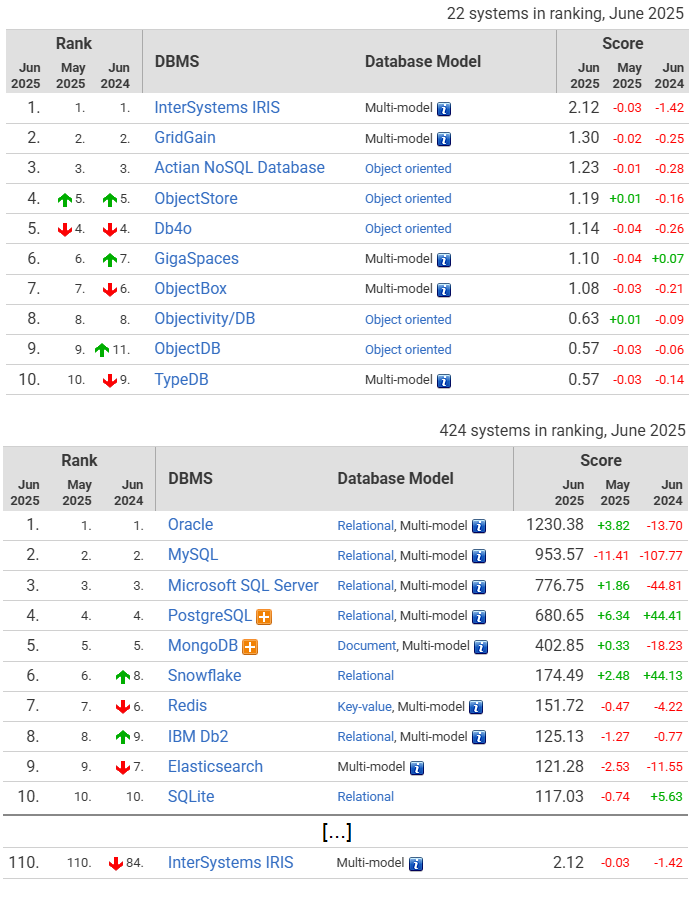 22 systems in ranking, June 2025
Rank DBMS Database Model Score
Jun 2025 May 2025 Jun 2024 Jun 2025 May 2025 Jun 2024
1. 1. 1. InterSystems IRIS Multi-model 2.12 -0.03 -1.42
2. 2. 2. GridGain Multi-model 1.30 -0.02 -0.25
3. 3. 3. Actian NoSQL Database Object oriented 1.23 -0.01 -0.28
4. 5. 5. ObjectStore Object oriented 1.19 +0.01 -0.16
5. 4. 4. Db4o Object oriented 1.14 -0.04 -0.26
6. 6. 7. GigaSpaces Multi-model 1.10 -0.04 +0.07
7. 7. 6. ObjectBox Multi-model 1.08 -0.03 -0.21
8. 8. 8. Objectivity/DB Object oriented 0.63 +0.01 -0.09
9. 9. 11. ObjectDB Object oriented 0.57 -0.03 -0.06
10. 10. 9. TypeDB Multi-model 0.57 -0.03 -0.14
424 systems in ranking, June 2025
Rank DBMS Database Model Score
Jun 2025 May 2025 Jun 2024 Jun 2025 May 2025 Jun 2024
1. 1. 1. Oracle Relational, Multi-model 1230.38 +3.82 -13.70
2. 2. 2. MySQL Relational, Multi-model 953.57 -11.41 -107.77
3. 3. 3. Microsoft SQL Server Relational, Multi-model 776.75 +1.86 -44.81
4. 4. 4. PostgreSQL Relational, Multi-model 680.65 +6.34 +44.41
5. 5. 5. MongoDB Document, Multi-model 402.85 +0.33 -18.23
6. 6. 8. Snowflake Relational 174.49 +2.48 +44.13
7. 7. 6. Redis Key-value, Multi-model 151.72 -0.47 -4.22
8. 8. 9. IBM Db2 Relational, Multi-model 125.13 -1.27 -0.77
9. 9. 7. Elasticsearch Multi-model 121.28 -2.53 -11.55
10. 10. 10. SQLite Relational 117.03 -0.74 +5.63
[...]
110. 110. 84. InterSystems IRIS Multi-model 2.12 -0.03 -1.42